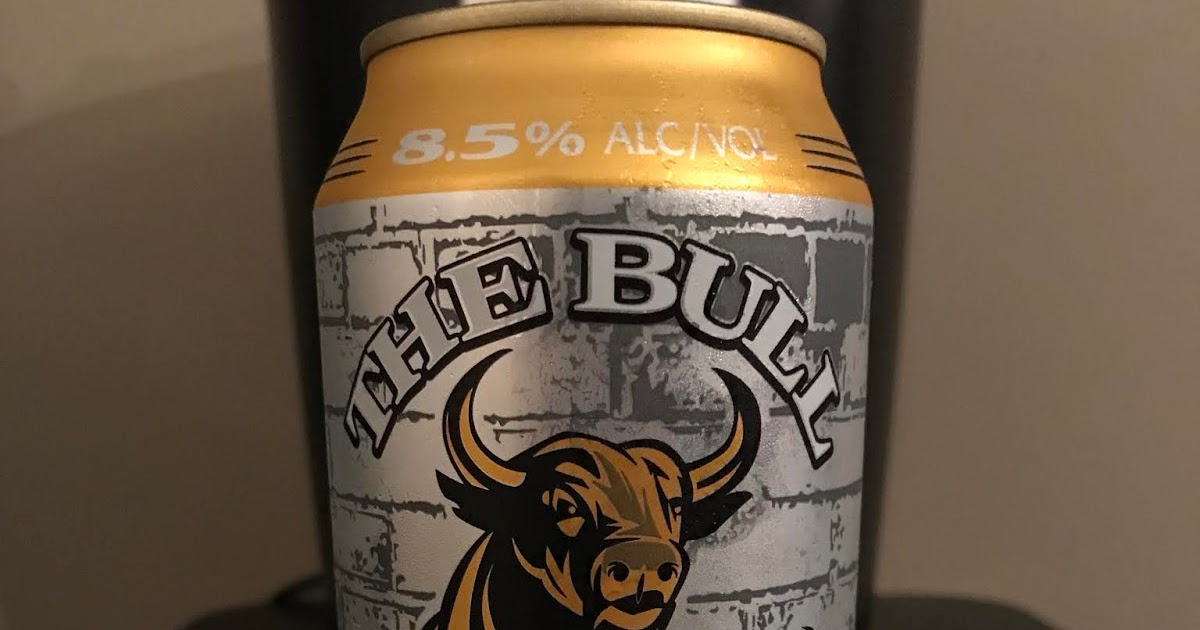 8.5% ALC/VOL
THE BULL